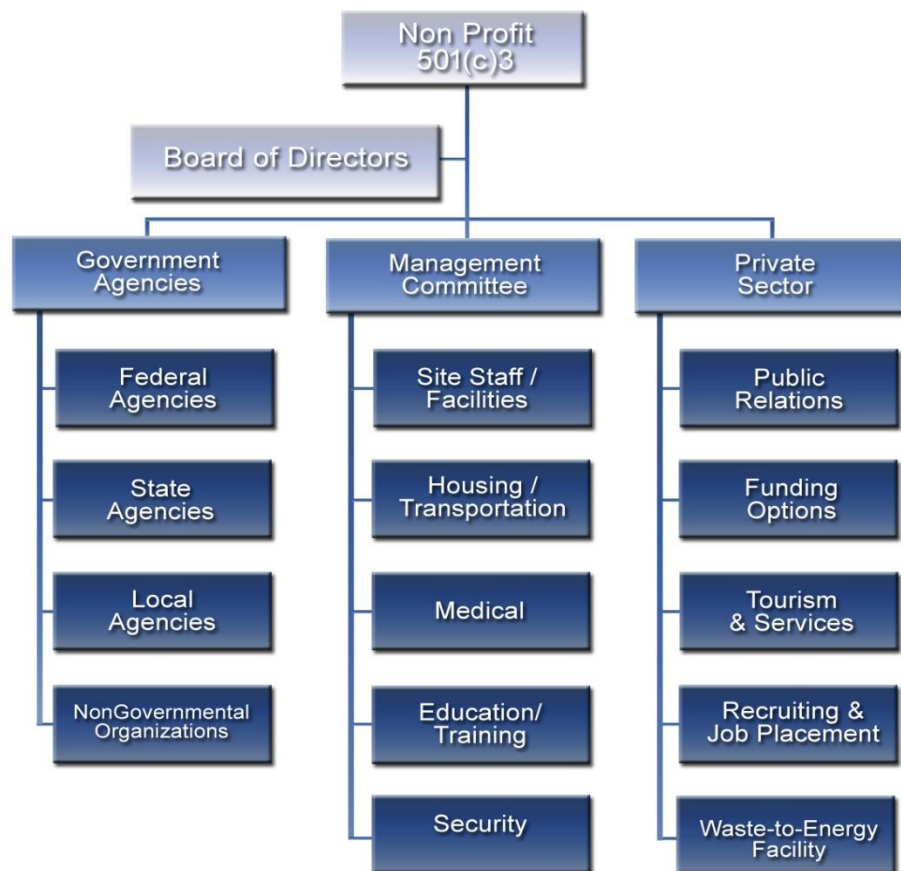 Non Profit
501(c)3
Board of Directors
Government
Agencies
Federal
Agencies
State
Agencies
Local
Agencies
NonGovernmental
Organizations
Management
Committee
Site Staff /
Facilities
Housing /
Transportation
Medical
Education/
Training
Security
Private
Sector
Public
Relations
Funding
Options
Tourism
& Services
Recruiting &
Job Placement
Waste-to-Energy
Facility